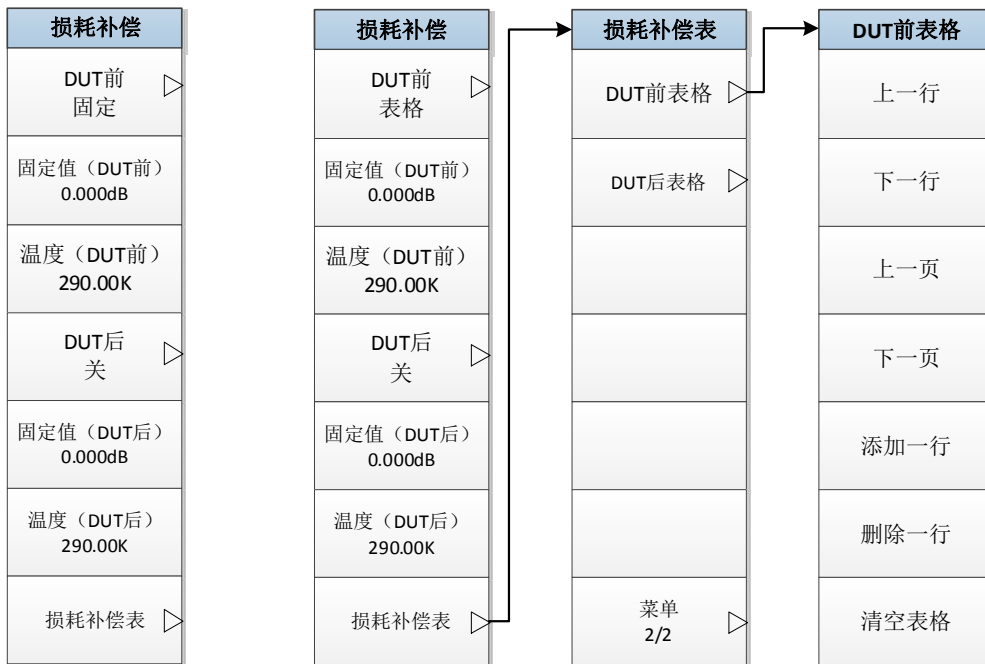 损耗补偿
DUT前
固定
固定值（DUT前）
0.000dB
温度（DUT前）
290.00K
DUT后
关
固定值（DUT后）
0.000dB
温度（DUT后）
290.00K
损耗补偿表
损耗补偿
DUT前
表格
固定值（DUT前）
0.000dB
温度（DUT前）
290.00K
DUT后
关
固定值（DUT后）
0.000dB
温度（DUT后）
290.00K
损耗补偿表
损耗补偿表
DUT前表格
DUT后表格
菜单
2/2
DUT前表格
上一行
下一行
上一页
下一页
添加一行
删除一行
清空表格